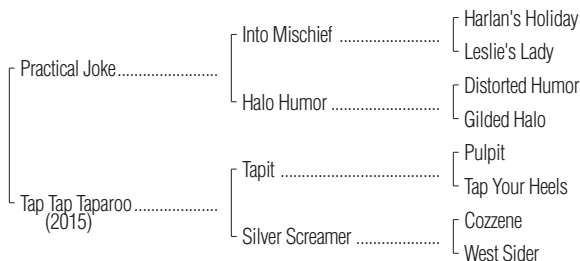 Harlan's Holiday
Into Mischief ....................
Leslie's Lady
Practical Joke.........................
Distorted Humor
Halo Humor ......................
Gilded Halo
Pulpit
Tapit ...................................
Tap Your Heels
Tap Tap Taparoo ....................
(2015)
Cozzene
Silver Screamer .....................
West Sider